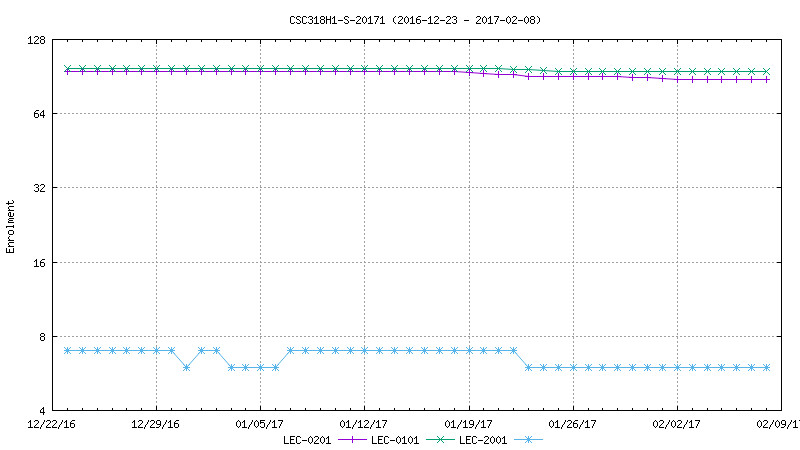 CSC318H1-S-20171 (2016-12-23 - 2017-02-08)
128
64
32
16
8
4
Enrolment
12/22/16 12/29/16 01/05/17 01/12/17 01/19/17 01/26/17 02/02/17 02/09/1
LEC-0201 LEC-0101 LEC-2001